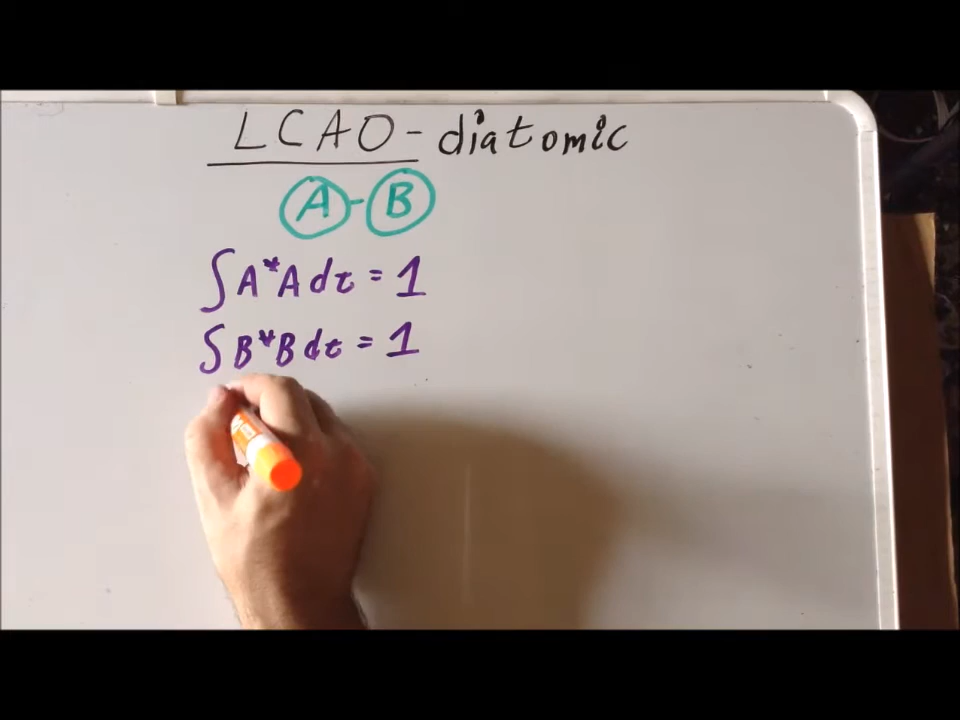 LCAO - diatomic
A - B
∫A*A dτ = 1
∫B*B dτ = 1